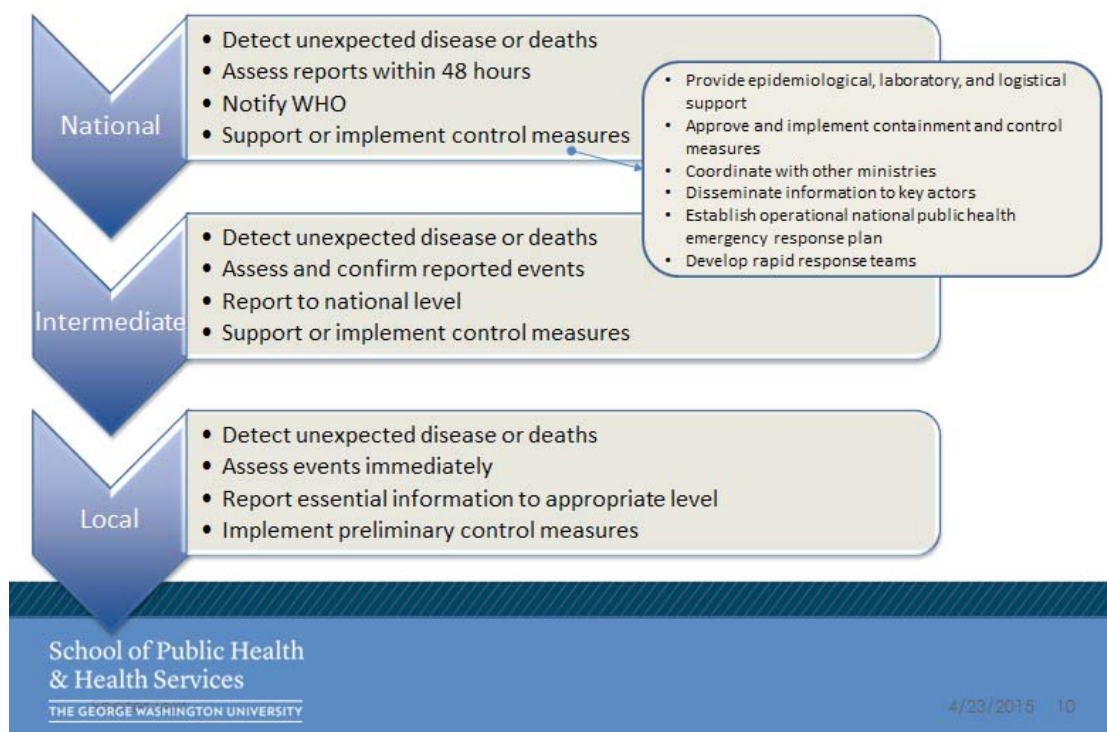 National
• Detect unexpected disease or deaths
• Assess reports within 48 hours
• Notify WHO
• Support or implement control measures
• Provide epidemiological, laboratory, and logistical
support
• Approve and implement containment and control
measures
• Coordinate with other ministries
• Disseminate information to key actors
• Establish operational national public health
emergency response plan
• Develop rapid response teams
Intermediate
• Detect unexpected disease or deaths
• Assess and confirm reported events
• Report to national level
• Support or implement control measures
Local
• Detect unexpected disease or deaths
• Assess events immediately
• Report essential information to appropriate level
• Implement preliminary control measures
School of Public Health
& Health Services
THE GEORGE WASHINGTON UNIVERSITY
4/23/2015 10